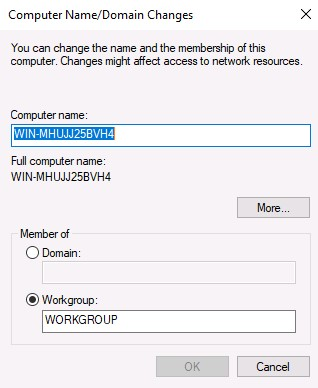 Computer Name/Domain Changes
You can change the name and the membership of this
computer. Changes might affect access to network resources.
Computer name:
WIN-MHUJJ25BVH4
Full computer name:
WIN-MHUJJ25BVH4
More...
Member of
Domain:
Workgroup:
WORKGROUP
OK Cancel